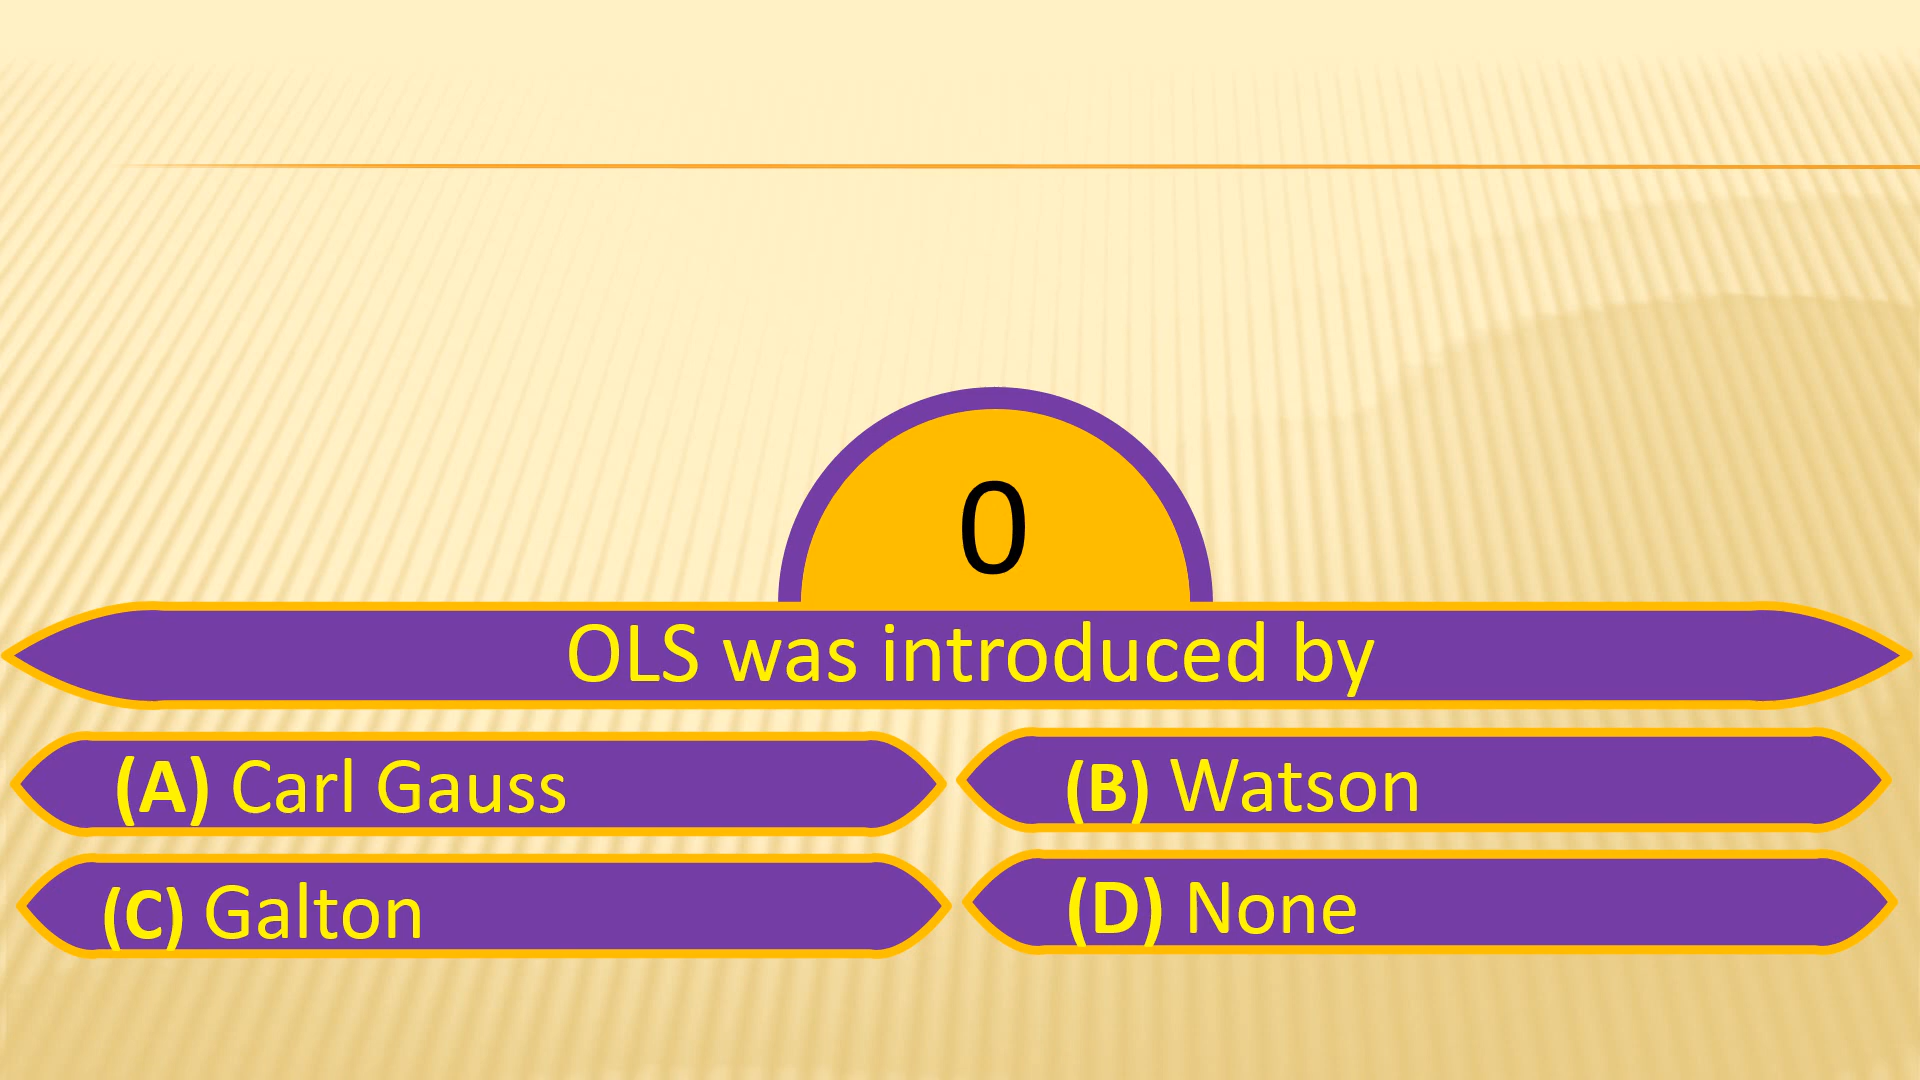 0
OLS was introduced by
(A) Carl Gauss
(B) Watson
(C) Galton
(D) None